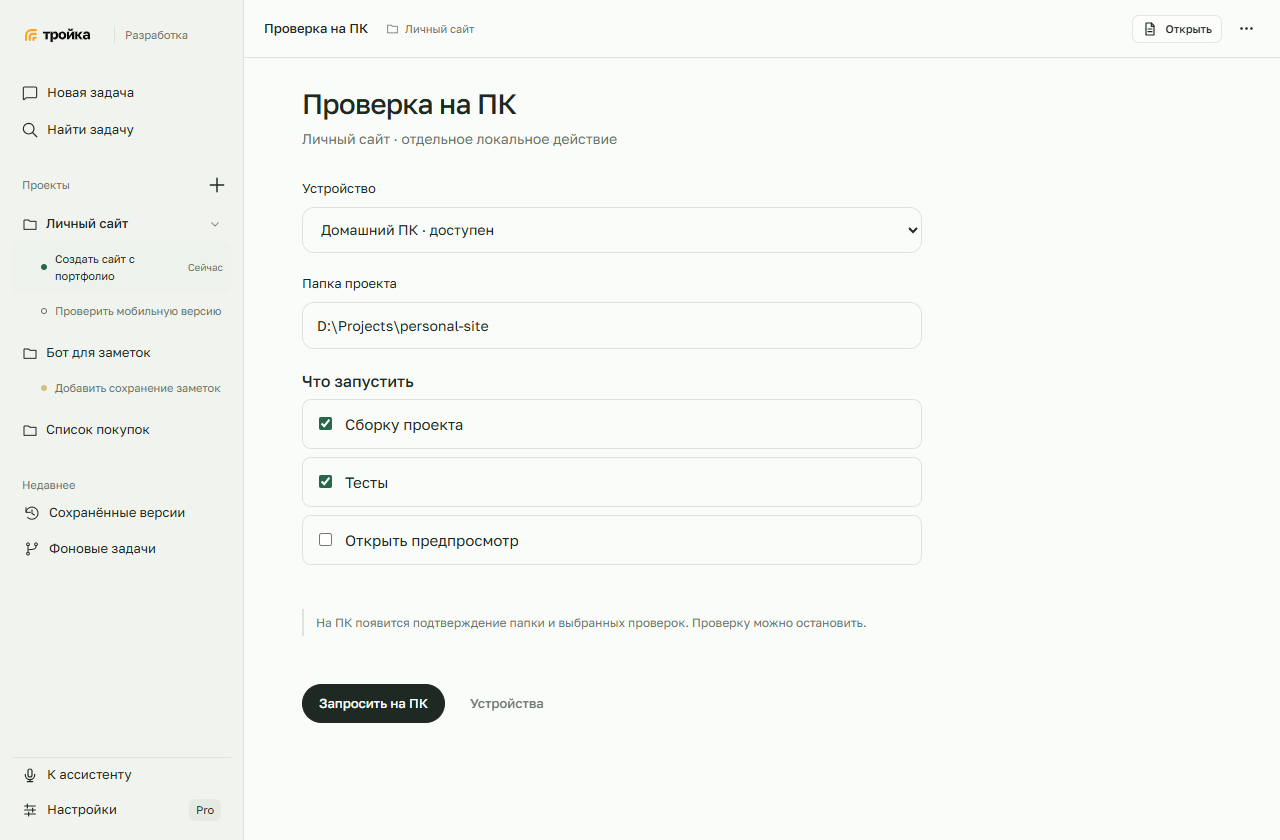 тройка
Разработка
Новая задача
Найти задачу
Проекты
Личный сайт
Создать сайт с
портфолио
Сейчас
Проверить мобильную версию
Бот для заметок
Добавить сохранение заметок
Список покупок
Недавнее
Сохранённые версии
Фоновые задачи
К ассистенту
Настройки
Pro
Проверка на ПК
Личный сайт
Открыть
Проверка на ПК
Личный сайт · отдельное локальное действие
Устройство
Домашний ПК · доступен
Папка проекта
D:\Projects\personal-site
Что запустить
Сборку проекта
Тесты
Открыть предпросмотр
На ПК появится подтверждение папки и выбранных проверок. Проверку можно остановить.
Запросить на ПК
Устройства